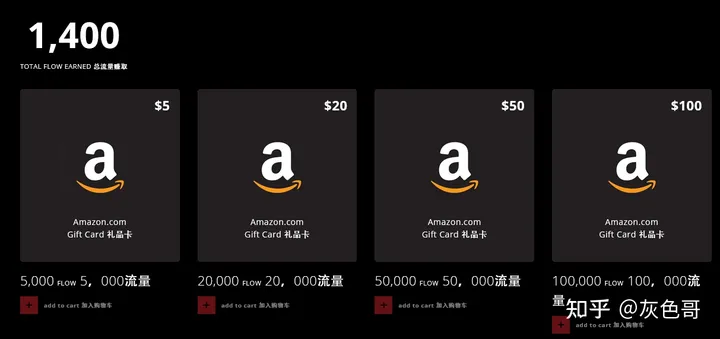 1,400
TOTAL FLOW EARNED 总流量赚取
$5
a
Amazon.com
Gift Card 礼品卡
5,000 FLOW 5，000流量
+ add to cart 加入购物车
$20
a
Amazon.com
Gift Card 礼品卡
20,000 FLOW 20，000流量
+ add to cart 加入购物车
$50
a
Amazon.com
Gift Card 礼品卡
50,000 FLOW 50，000流量
+ add to cart 加入购物车
$100
a
Amazon.com
Gift Card 礼品卡
100,000 FLOW 100，000流
量
+ add to cart 加入购物车
知乎 @灰色哥